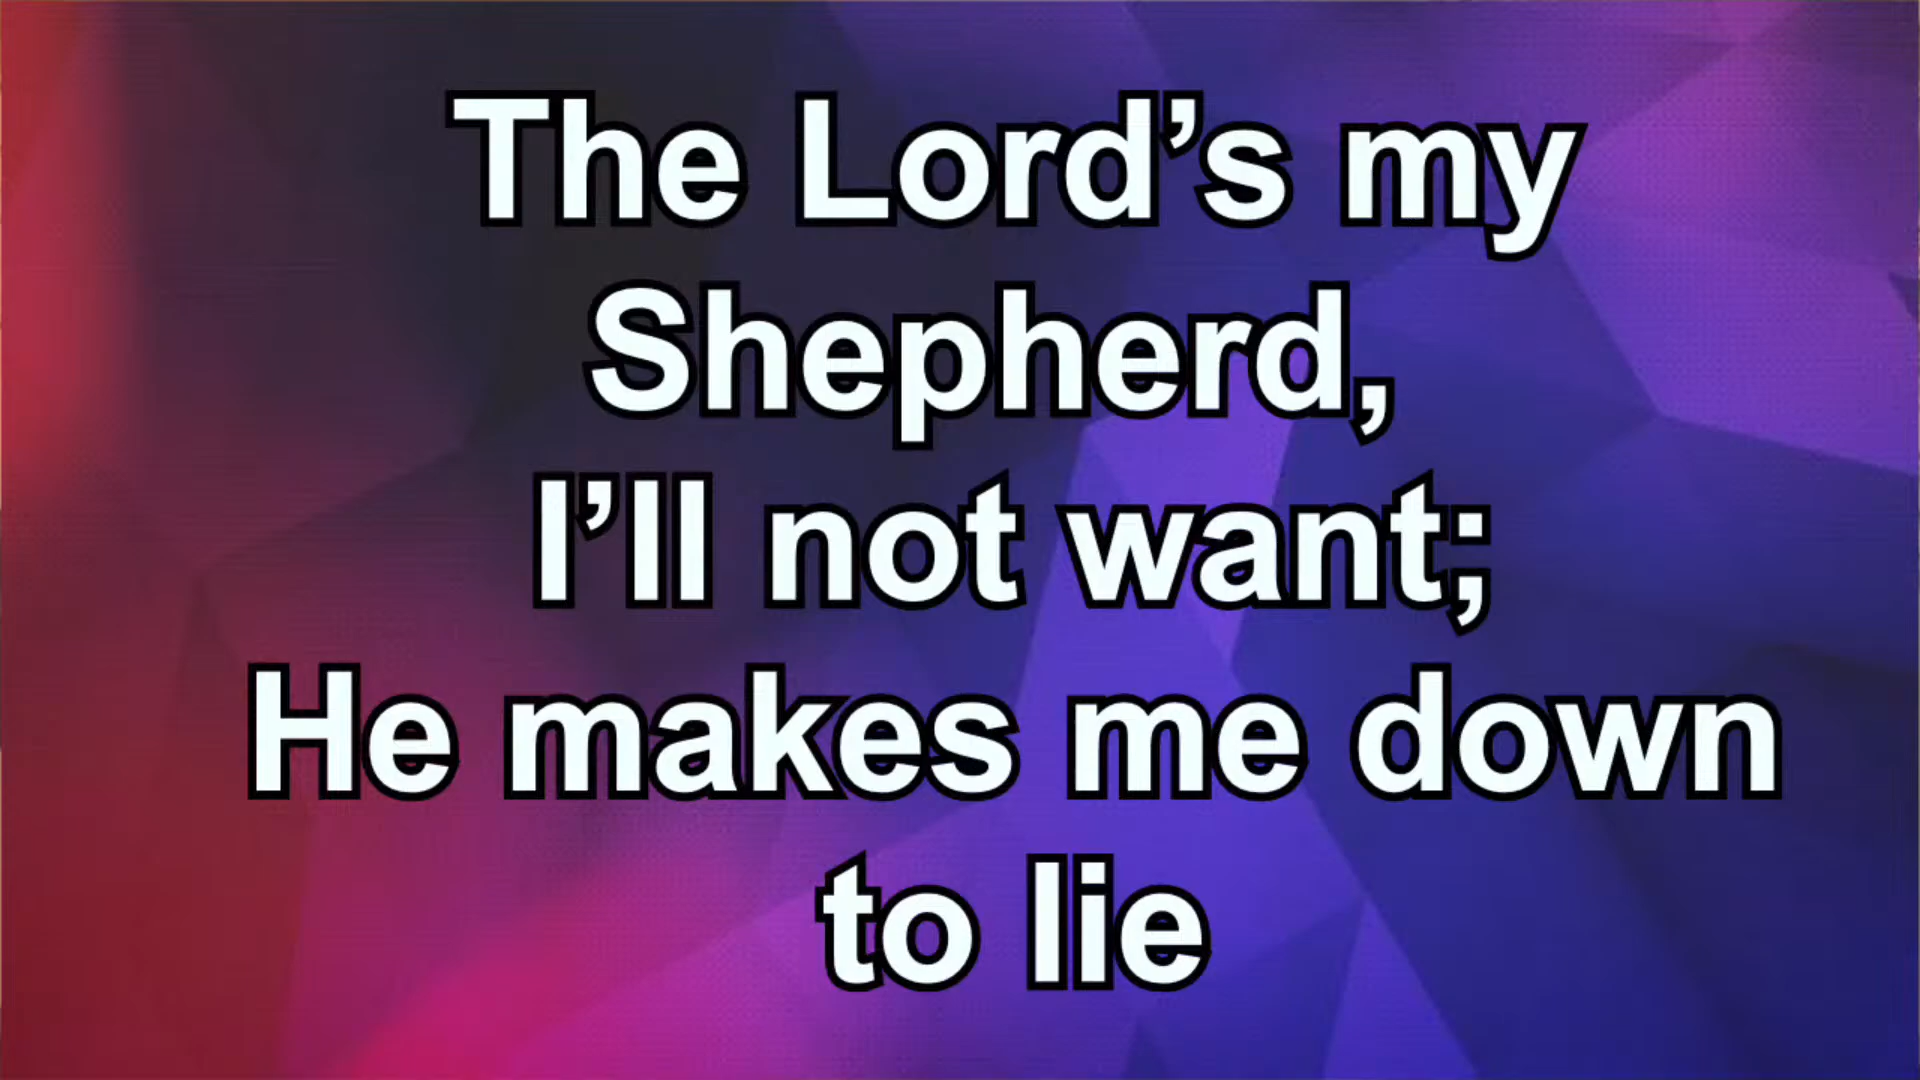 The Lord’s my
Shepherd,
I’ll not want;
He makes me down
to lie